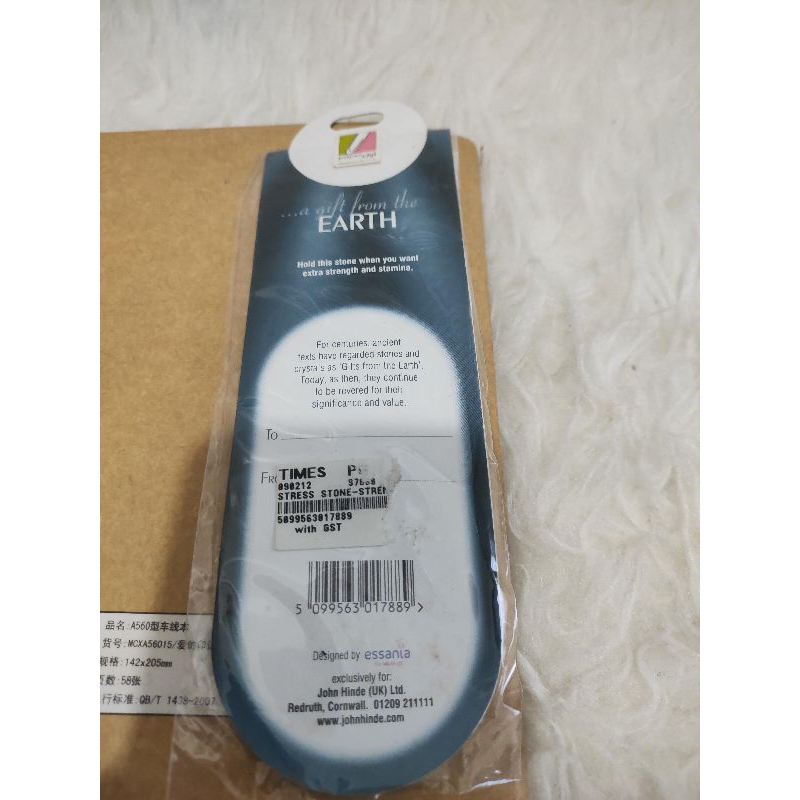 ...a gift from the
EARTH
Hold this stone when you want
extra strength and stamina.
For centuries, ancient
texts have regarded stones and
crystals as 'Gifts from the Earth'.
Today, as then, they continue
to be revered for their
significance and value.
To
TIMES
090212
STRESS STONE-STREN
5099563017889
with GST
5 099563 017889 >
Designed by essanta
exclusively for:
John Hinde (UK) Ltd.
Redruth, Cornwall. 01209 211111
www.johnhinde.com
品名:A560型车线本
货号:MCXA56015/
规格:142x205mm
页数:58张
行标准:QB/T 1438-200